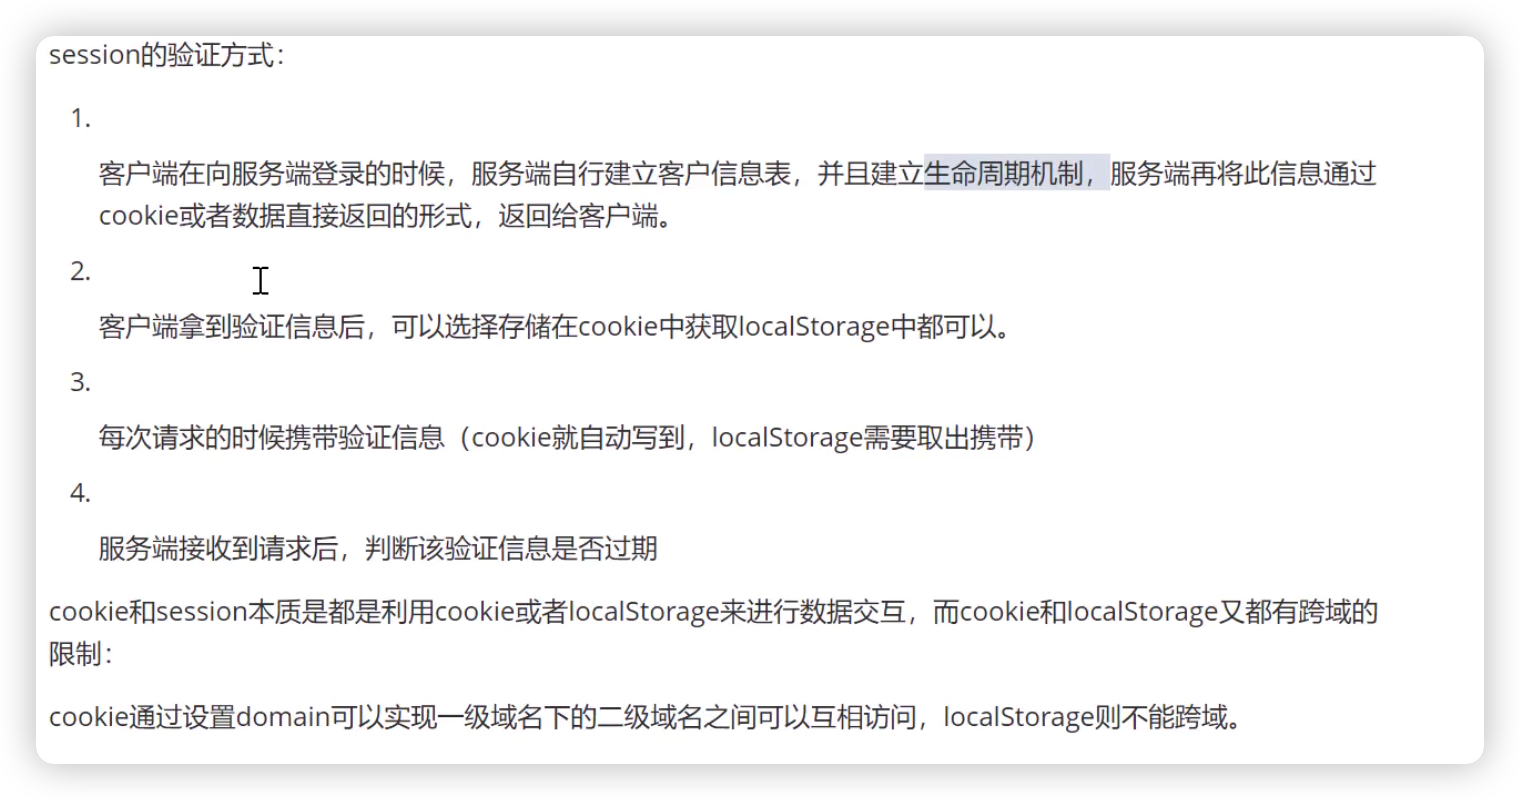 session的验证方式：
1.
客户端在向服务端登录的时候，服务端自行建立客户信息表，并且建立生命周期机制，服务端再将此信息通过
cookie或者数据直接返回的形式，返回给客户端。
2.
客户端拿到验证信息后，可以选择存储在cookie中获取localStorage中都可以。
3.
每次请求的时候携带验证信息（cookie就自动写到，localStorage需要取出携带）
4.
服务端接收到请求后，判断该验证信息是否过期
cookie和session本质是都是利用cookie或者localStorage来进行数据交互，而cookie和localStorage又都有跨域的
限制：
cookie通过设置domain可以实现一级域名下的二级域名之间可以互相访问，localStorage则不能跨域。